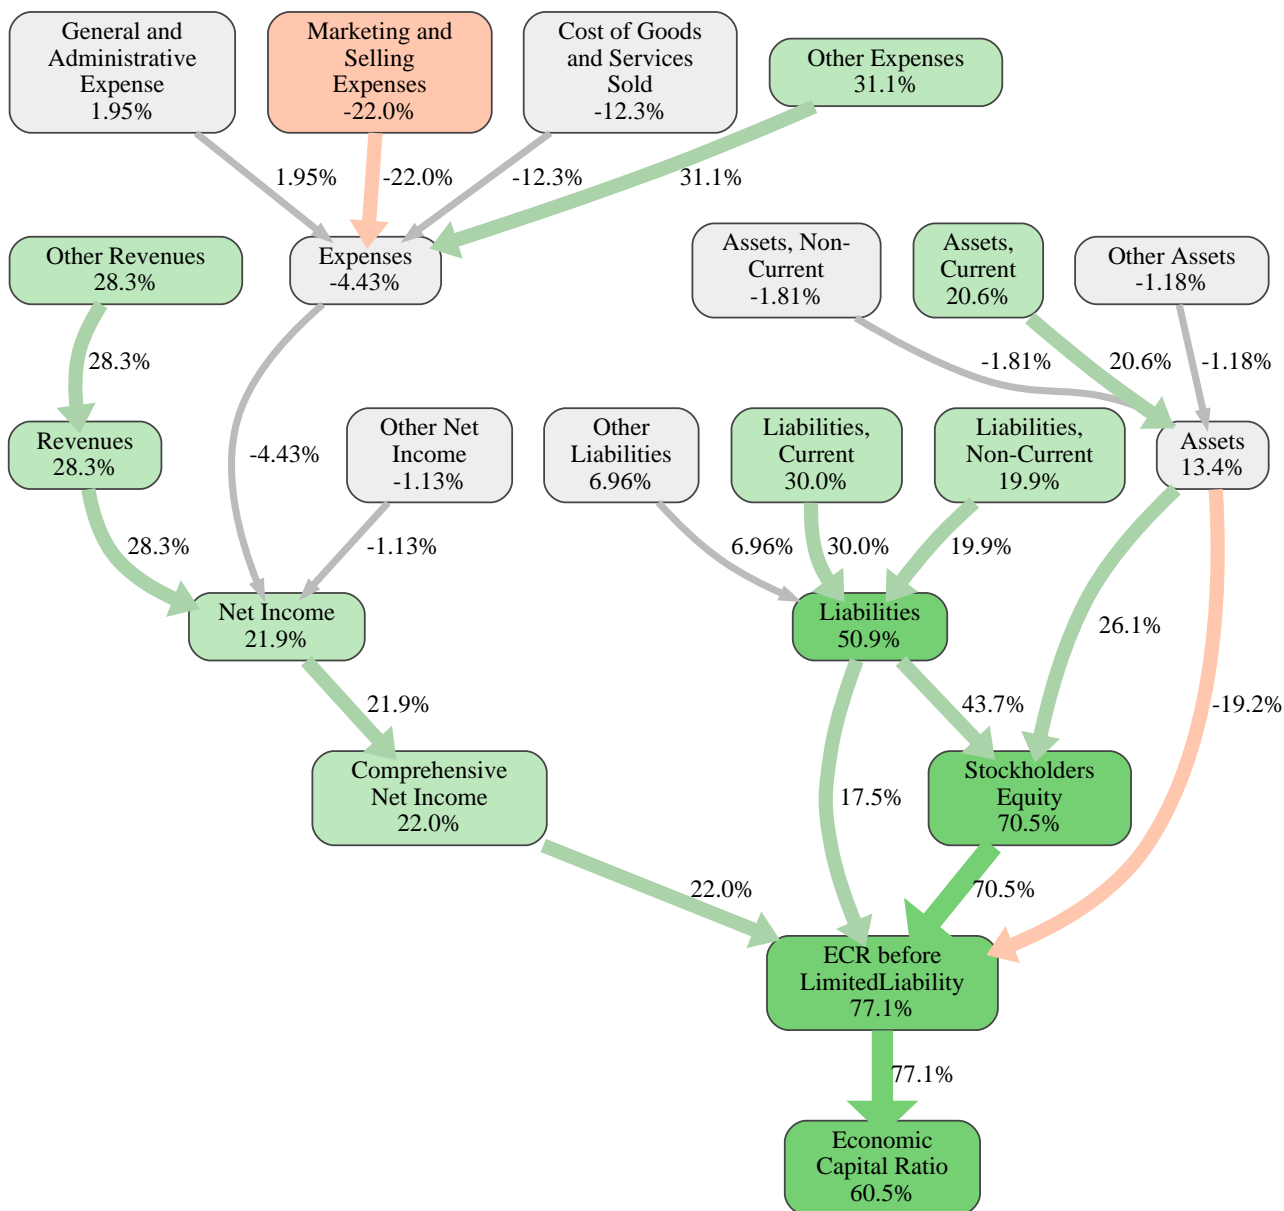 General and
Administrative
Expense
1.95%
Marketing and
Selling
Expenses
-22.0%
Cost of Goods
and Services
Sold
-12.3%
Other Expenses
31.1%
1.95%
-22.0%
-12.3%
31.1%
Other Revenues
28.3%
Expenses
-4.43%
Assets, Non-
Current
-1.81%
Assets,
Current
20.6%
Other Assets
-1.18%
28.3%
-1.81%
20.6%
-1.18%
Revenues
28.3%
-4.43%
Other Net
Income
-1.13%
Other
Liabilities
6.96%
Liabilities,
Current
30.0%
Liabilities,
Non-Current
19.9%
Assets
13.4%
28.3%
-1.13%
6.96%
30.0%
19.9%
Net Income
21.9%
Liabilities
50.9%
26.1%
21.9%
43.7%
-19.2%
Comprehensive
Net Income
22.0%
17.5%
Stockholders
Equity
70.5%
22.0%
70.5%
ECR before
LimitedLiability
77.1%
77.1%
Economic
Capital Ratio
60.5%